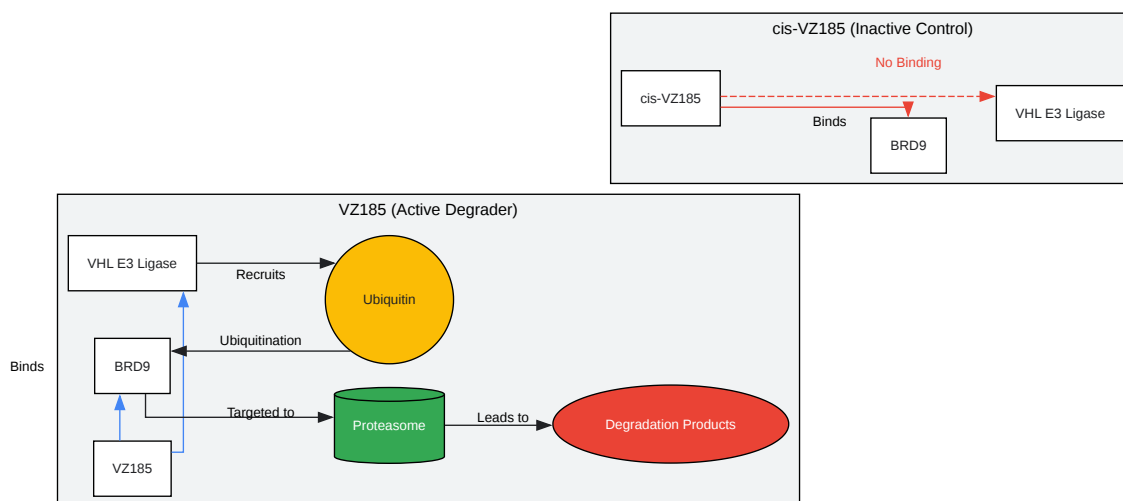 cis-VZ185 (Inactive Control)
No Binding
cis-VZ185
VHL E3 Ligase
Binds
BRD9
VZ185 (Active Degrader)
VHL E3 Ligase
Recruits
Ubiquitin
Ubiquitination
Binds
BRD9
Targeted to
Proteasome
Leads to
Degradation Products
VZ185